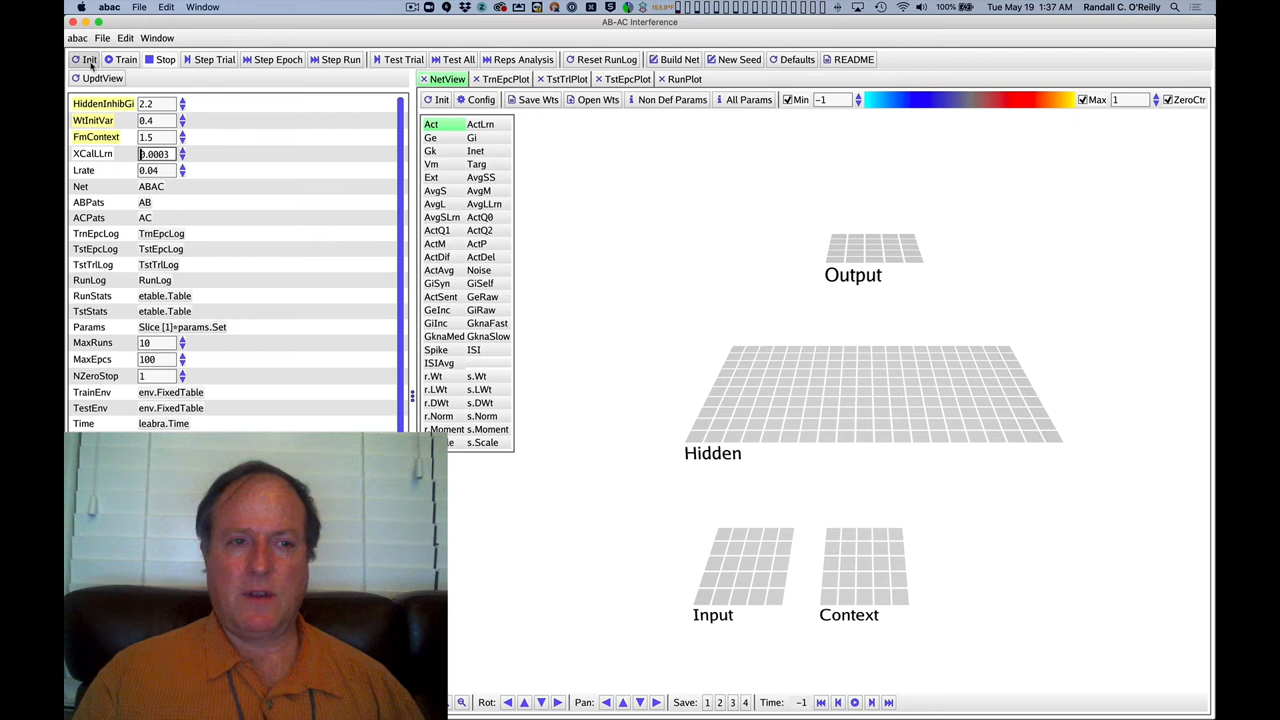 abac File Edit Window 153.9°F 100% Tue May 19 1:37 AM Randall C. O'Reilly
AB-AC Interference
abac File Edit Window
Init Train Stop Step Trial Step Epoch Step Run Test Trial Test All Reps Analysis Reset RunLog Build Net New Seed Defaults README
UpdtView
NetView TrnEpcPlot TstTrlPlot TstEpcPlot RunPlot
Init Config Save Wts Open Wts Non Def Params All Params Min -1 Max 1 ZeroCtr
HiddenInhibGi 2.2
WtInitVar 0.4
FmContext 1.5
XCalLLrn 0.0003
Lrate 0.04
Net ABAC
ABPats AB
ACPats AC
TrnEpcLog TrnEpcLog
TstEpcLog TstEpcLog
TstTrlLog TstTrlLog
RunLog RunLog
RunStats etable.Table
TstStats etable.Table
Params Slice [1]*params.Set
MaxRuns 10
MaxEpcs 100
NZeroStop 1
TrainEnv env.FixedTable
TestEnv env.FixedTable
Time leabra.Time
Act ActLrn
Ge Gi
Gk Inet
Vm Targ
Ext AvgSS
AvgS AvgM
AvgL AvgLLrn
AvgSLrn ActQ0
ActQ1 ActQ2
ActM ActP
ActDif ActDel
ActAvg Noise
GiSyn GiSelf
ActSent GeRaw
GeInc GiRaw
GiInc GknaFast
GknaMed GknaSlow
Spike ISI
ISIAvg
r.Wt s.Wt
r.LWt s.LWt
r.DWt s.DWt
r.Norm s.Norm
r.Moment s.Moment
s.Scale
Output
Hidden
Input Context
Rot: Pan: Save: 1 2 3 4 Time: -1